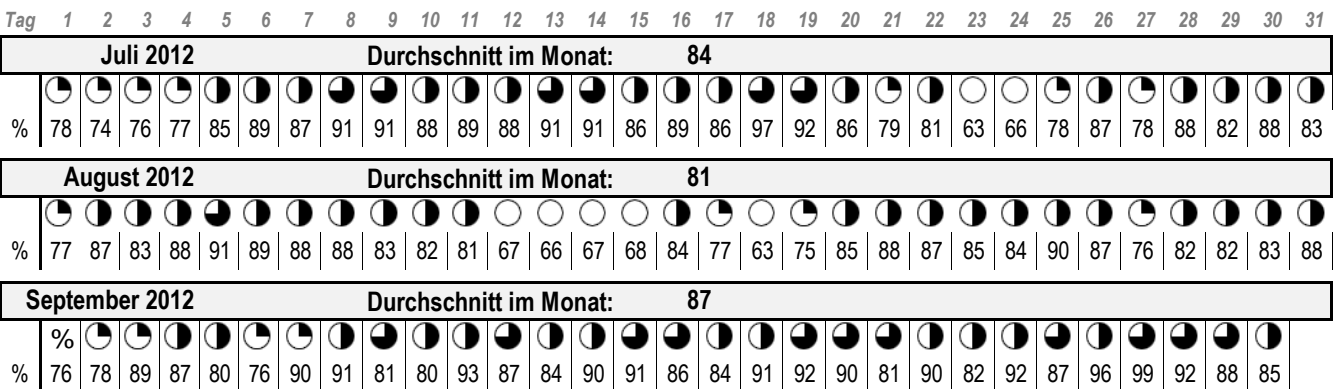 Tag 1 2 3 4 5 6 7 8 9 10 11 12 13 14 15 16 17 18 19 20 21 22 23 24 25 26 27 28 29 30 31
Juli 2012 Durchschnitt im Monat: 84
% 78 74 76 77 85 89 87 91 91 88 89 88 91 91 86 89 86 97 92 86 79 81 63 66 78 87 78 88 82 88 83
August 2012 Durchschnitt im Monat: 81
% 77 87 83 88 91 89 88 88 83 82 81 67 66 67 68 84 77 63 75 85 88 87 85 84 90 87 76 82 82 83 88
September 2012 Durchschnitt im Monat: 87
%
% 76 78 89 87 80 76 90 91 81 80 93 87 84 90 91 86 84 91 92 90 81 90 82 92 87 96 99 92 88 85